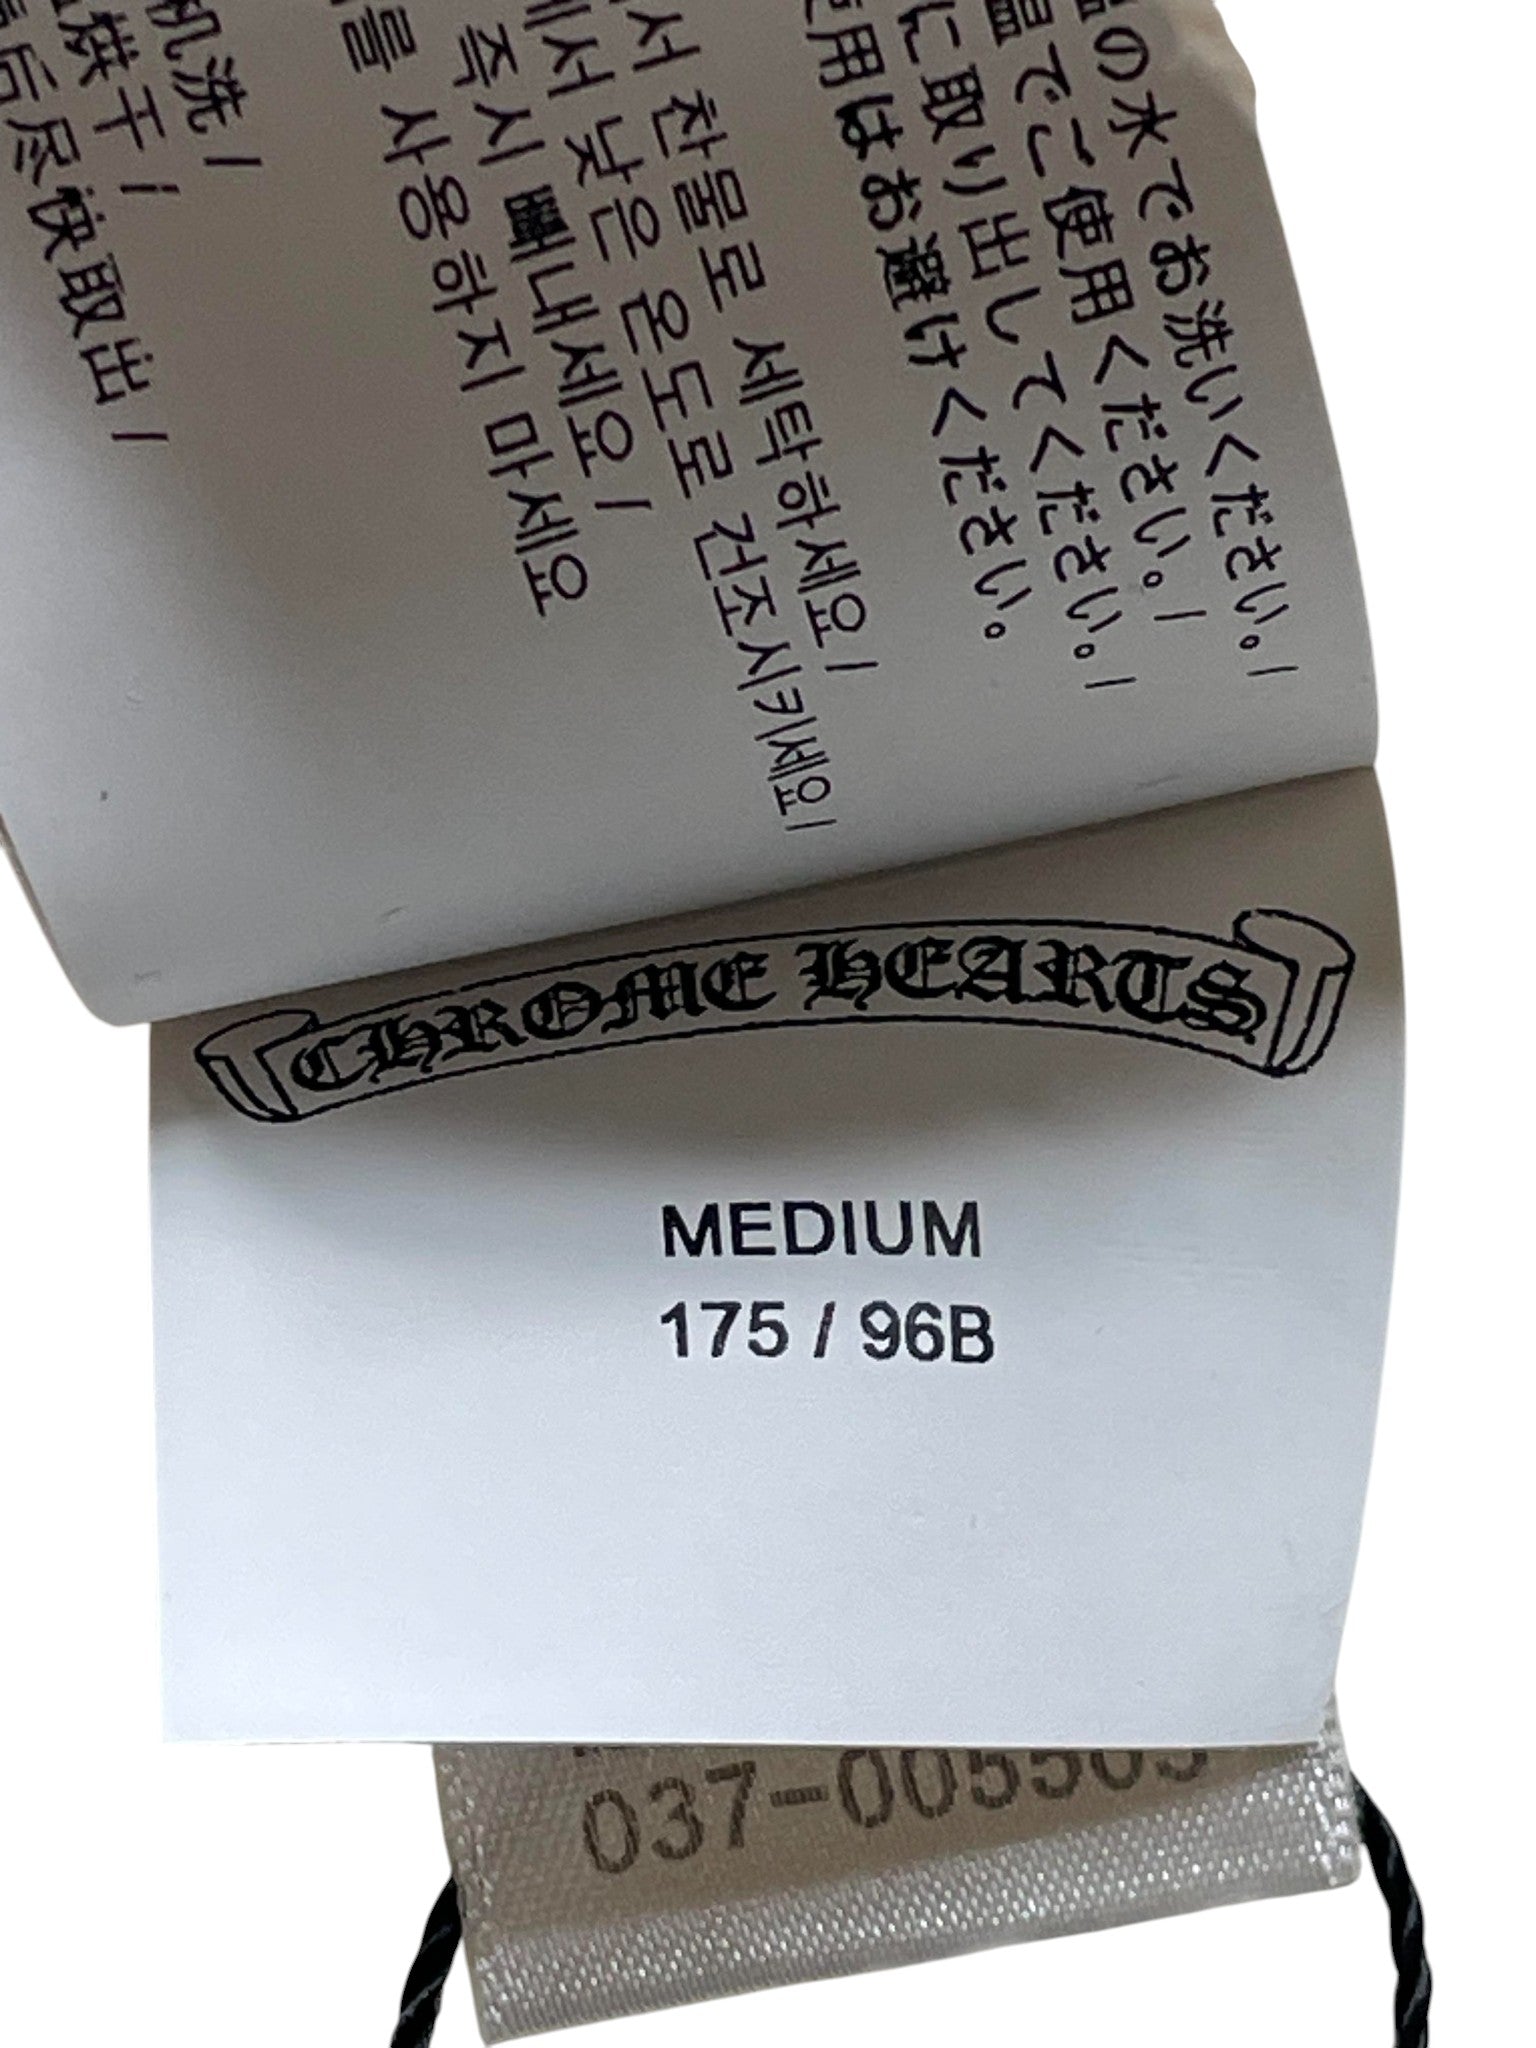 の水でお洗いください。/
温でご使用ください。/
に取り出してください。/
使用はお避けください。
서 찬물로 세탁하세요 /
에서 낮은 온도로 건조시키세요 /
즉시 빼내세요 /
를 사용하지 마세요
机洗 /
烘干 /
后尽快取出 /
CHROME HEARTS
MEDIUM
175 / 96B
037-005505